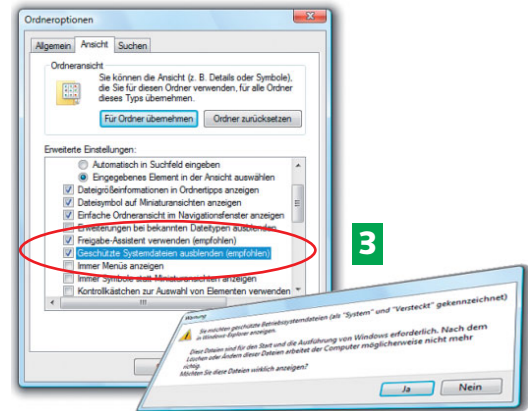 Ordneroptionen
Allgemein Ansicht Suchen
Ordneransicht
Sie können die Ansicht (z. B. Details oder Symbole),
die Sie für diesen Ordner verwenden, für alle Ordner
dieses Typs übernehmen.
Für Ordner übernehmen Ordner zurücksetzen
Erweiterte Einstellungen:
Automatisch in Suchfeld eingeben
Eingegebenes Element in der Ansicht auswählen
Dateigrößeinformationen in Ordnertipps anzeigen
Dateisymbol auf Miniaturansichten anzeigen
Einfache Ordneransicht im Navigationsfenster anzeigen
Erweiterungen bei bekannten Dateitypen ausblenden
Freigabe-Assistent verwenden (empfohlen)
Geschützte Systemdateien ausblenden (empfohlen)
Immer Menüs anzeigen
Immer Symbole statt Miniaturansichten anzeigen
Kontrollkästchen zur Auswahl von Elementen verwenden
3
Warnung
Sie möchten geschützte Betriebssystemdateien (als "System" und "Versteckt" gekennzeichnet)
in Windows-Explorer anzeigen.
Diese Dateien sind für den Start und die Ausführung von Windows erforderlich. Nach dem
Löschen oder Ändern dieser Dateien arbeitet der Computer möglicherweise nicht mehr
richtig.
Möchten Sie diese Dateien wirklich anzeigen?
Ja Nein